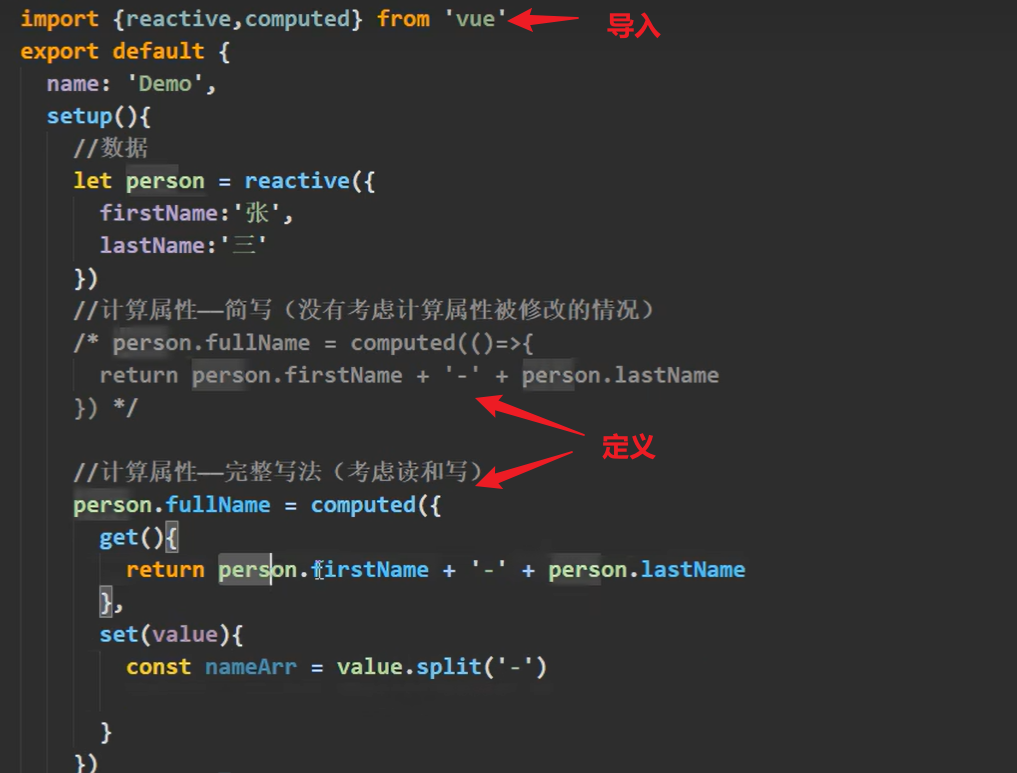 import {reactive,computed} from 'vue' 导入
export default {
name: 'Demo',
setup(){
//数据
let person = reactive({
firstName:'张',
lastName:'三'
})
//计算属性——简写（没有考虑计算属性被修改的情况）
/* person.fullName = computed(()=>{
return person.firstName + '-' + person.lastName
}) */
定义
//计算属性——完整写法（考虑读和写）
person.fullName = computed({
get(){
return person.firstName + '-' + person.lastName
},
set(value){
const nameArr = value.split('-')
}
})